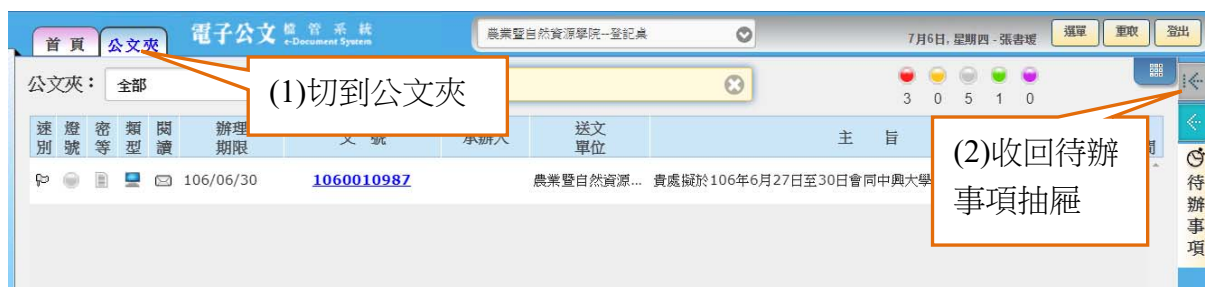 首頁
公文夾
電子公文 檔管系統
e-Document System
農業暨自然資源學院--登記桌
7月6日, 星期四 - 張書瑗
選單
重取
登出
公文夾：
全部
(1)切到公文夾
3 0 5 1 0
速別
燈號
密等
類型
閱讀
辦理期限
文 號
承辦人
送文單位
主 旨
(2)收回待辦
事項抽屜
106/06/30
1060010987
農業暨自然資源...
貴處擬於106年6月27日至30日會同中興大學
待辦事項